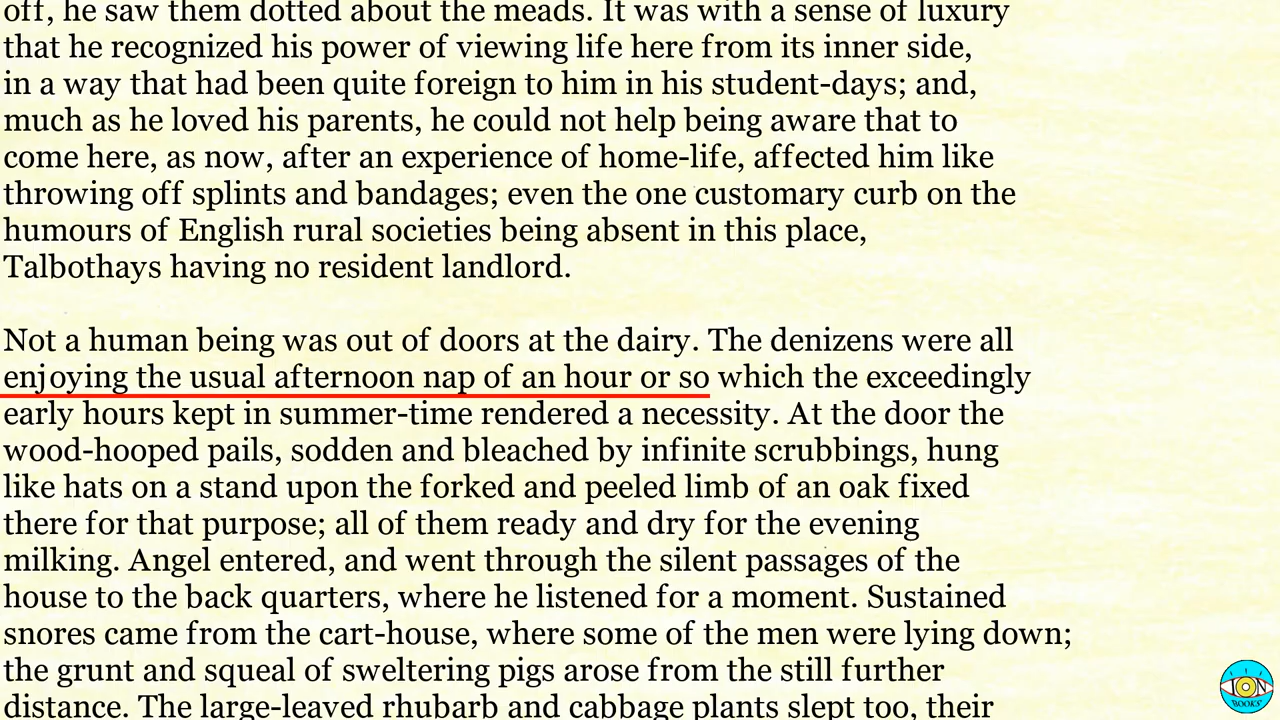 off, he saw them dotted about the meads. It was with a sense of luxury
that he recognized his power of viewing life here from its inner side,
in a way that had been quite foreign to him in his student-days; and,
much as he loved his parents, he could not help being aware that to
come here, as now, after an experience of home-life, affected him like
throwing off splints and bandages; even the one customary curb on the
humours of English rural societies being absent in this place,
Talbothays having no resident landlord.
Not a human being was out of doors at the dairy. The denizens were all
enjoying the usual afternoon nap of an hour or so which the exceedingly
early hours kept in summer-time rendered a necessity. At the door the
wood-hooped pails, sodden and bleached by infinite scrubbings, hung
like hats on a stand upon the forked and peeled limb of an oak fixed
there for that purpose; all of them ready and dry for the evening
milking. Angel entered, and went through the silent passages of the
house to the back quarters, where he listened for a moment. Sustained
snores came from the cart-house, where some of the men were lying down;
the grunt and squeal of sweltering pigs arose from the still further
distance. The large-leaved rhubarb and cabbage plants slept too, their
ION
BOOKS